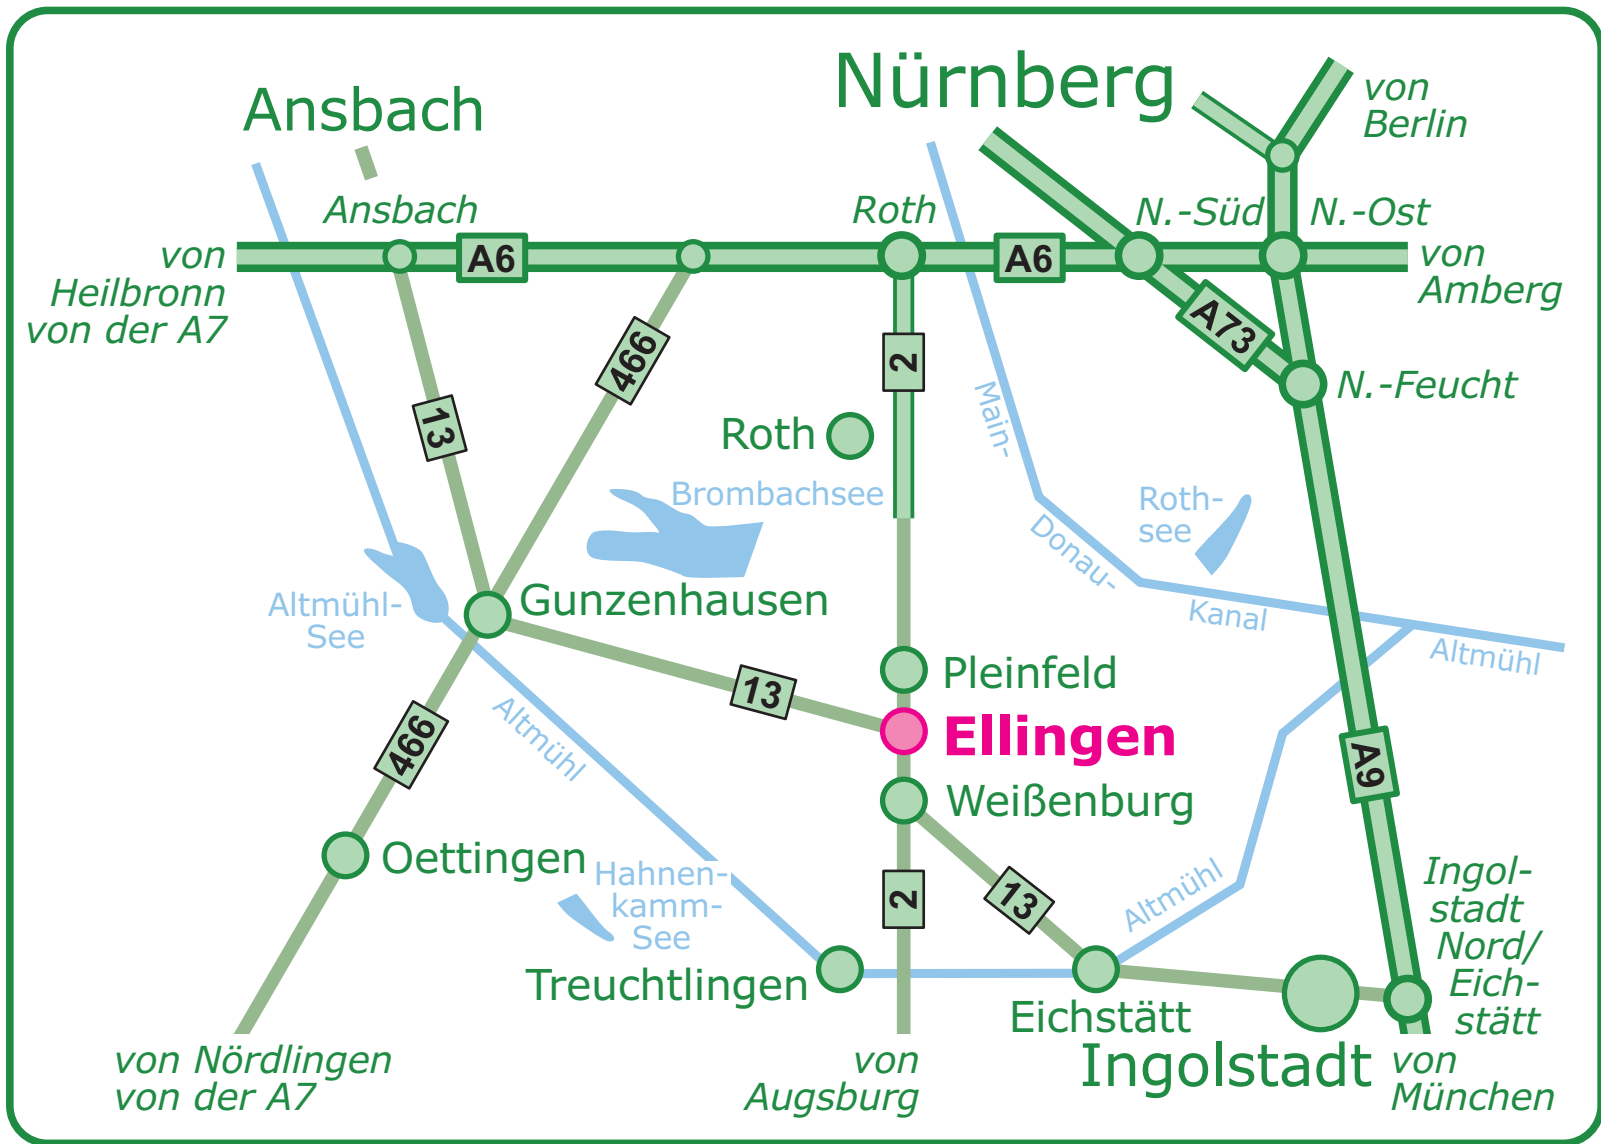 Nürnberg
Ansbach
von
Berlin
Ansbach
Roth
N.-Süd
N.-Ost
von
Heilbronn
von der A7
A6
A6
von
Amberg
A73
466
2
13
N.-Feucht
Main-
Roth
Brombachsee
Roth-
see
Donau-
Altmühl-
See
Gunzenhausen
Kanal
Altmühl
Pleinfeld
13
Altmühl
Ellingen
466
A9
Weißenburg
Oettingen
Hahnen-
kamm-
See
2
13
Altmühl
Ingol-
stadt
Nord/
Eich-
stätt
Treuchtlingen
Eichstätt
Ingolstadt
von Nördlingen
von der A7
von
Augsburg
von
München